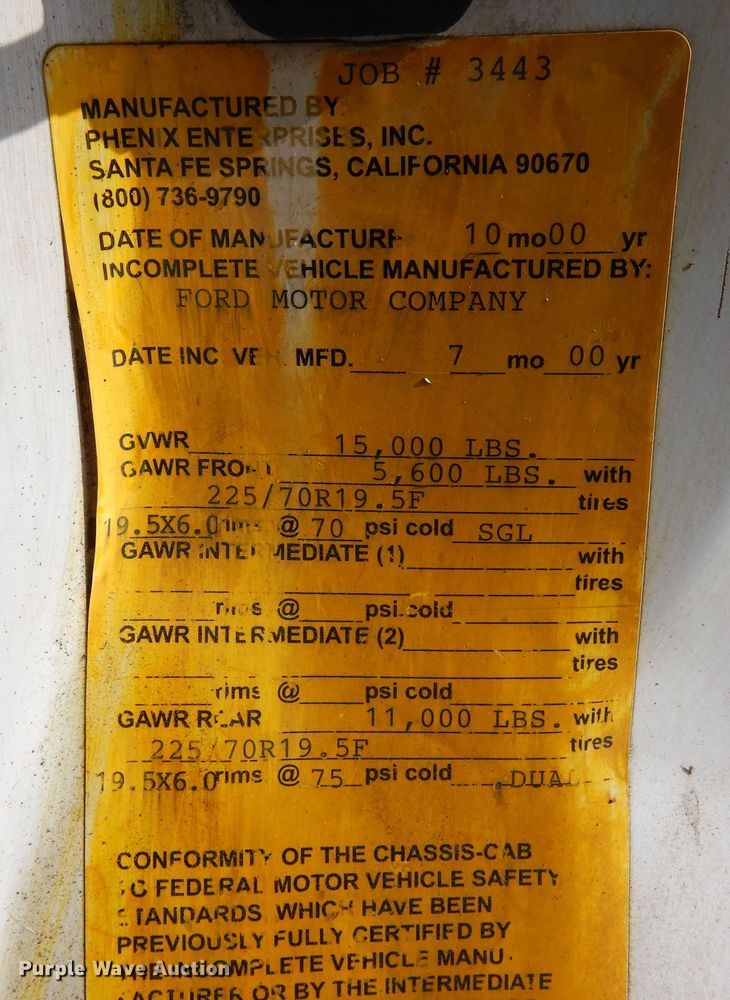 JOB # 3443
MANUFACTURED BY
PHENIX ENTERPRISES, INC.
SANTA FE SPRINGS, CALIFORNIA 90670
(800) 736-9790
DATE OF MANUFACTURE 10 mo 00 yr
INCOMPLETE VEHICLE MANUFACTURED BY:
FORD MOTOR COMPANY
DATE INC VEH. MFD. 7 mo 00 yr
GVWR 15,000 LBS.
GAWR FRONT 5,600 LBS. with
225/70R19.5F tires
19.5X6.0 rims @ 70 psi cold SGL
GAWR INTERMEDIATE (1) with
tires
rims @ psi cold
GAWR INTERMEDIATE (2) with
tires
rims @ psi cold
GAWR REAR 11,000 LBS. with
225/70R19.5F tires
19.5X6.0 rims @ 75 psi cold DUAL
CONFORMITY OF THE CHASSIS-CAB
TO FEDERAL MOTOR VEHICLE SAFETY
STANDARDS WHICH HAVE BEEN
PREVIOUSLY FULLY CERTIFIED BY
THE INCOMPLETE VEHICLE MANU
FACTURER OR BY THE INTERMEDIATE
Purple Wave Auction